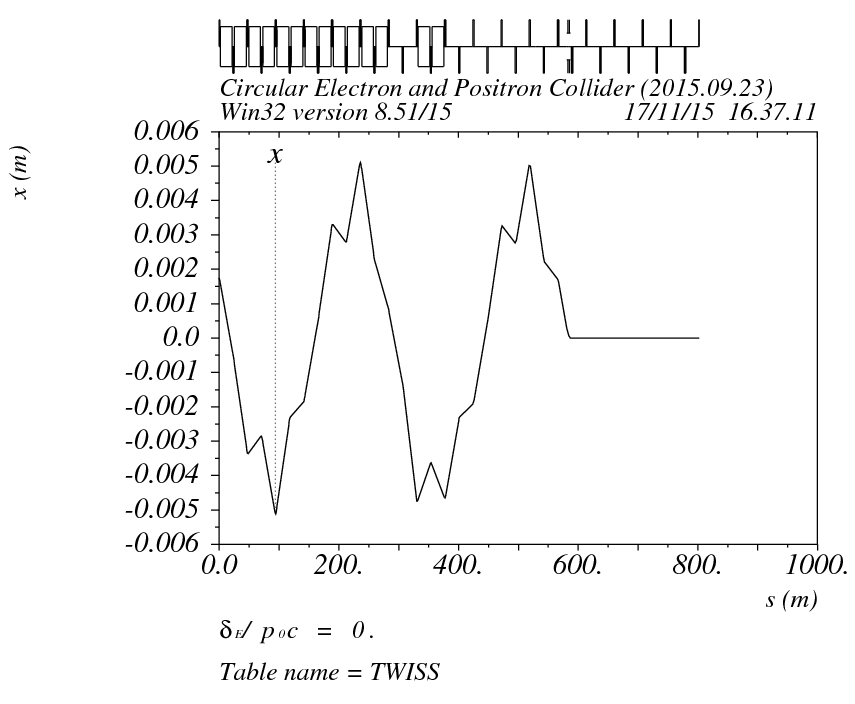 Circular Electron and Positron Collider (2015.09.23)
Win32 version 8.51/15 17/11/15 16.37.11
x (m)
x
0.006
0.005
0.004
0.003
0.002
0.001
0.0
-0.001
-0.002
-0.003
-0.004
-0.005
-0.006
0.0 200. 400. 600. 800. 1000.
s (m)
δE/ p0c = 0.
Table name = TWISS